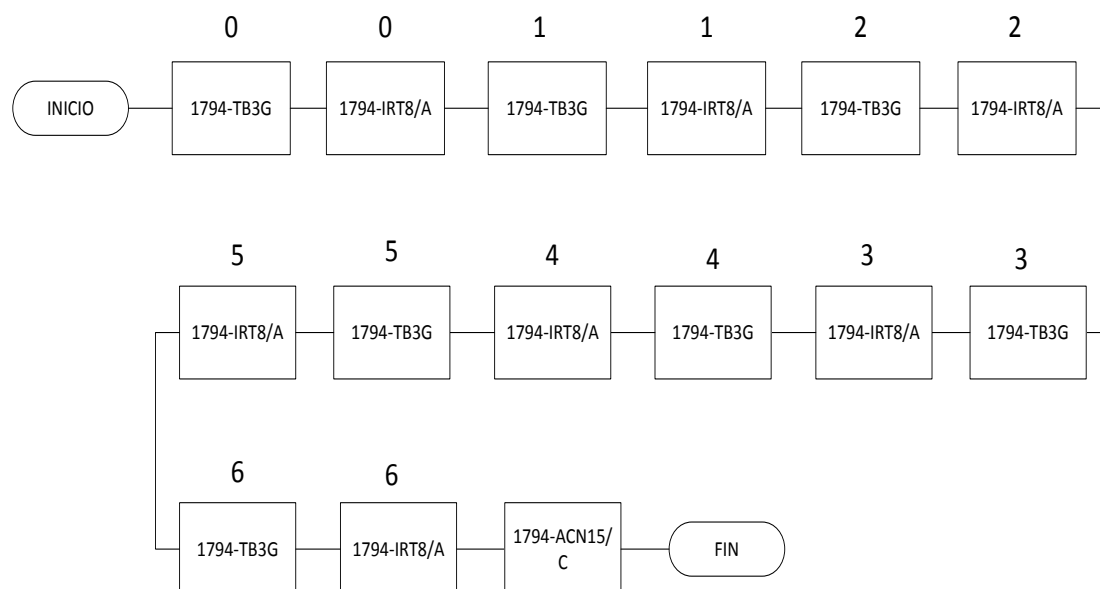 0 0 1 1 2 2
INICIO 1794-TB3G 1794-IRT8/A 1794-TB3G 1794-IRT8/A 1794-TB3G 1794-IRT8/A
5 5 4 4 3 3
1794-IRT8/A 1794-TB3G 1794-IRT8/A 1794-TB3G 1794-IRT8/A 1794-TB3G
6 6
1794-TB3G 1794-IRT8/A 1794-ACN15/
C FIN